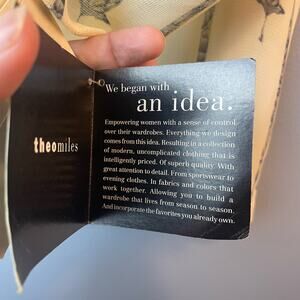 theomiles
We began with
an idea.
Empowering women with a sense of control
over their wardrobes. Everything we design
comes from this idea. Resulting in a collection
of modern, uncomplicated clothing that is
intelligently priced. Of superb quality. With
great attention to detail. From sportswear to
evening clothes. In fabrics and colors that
work together. Allowing you to build a
wardrobe that lives from season to season.
And incorporate the favorites you already own.